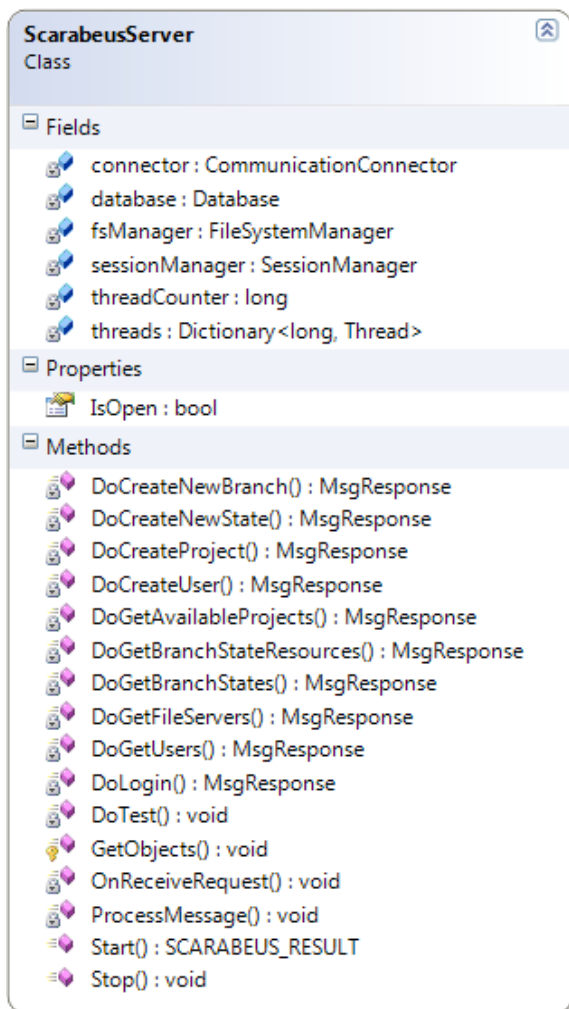 ScarabeusServer
Class
Fields
connector : CommunicationConnector
database : Database
fsManager : FileSystemManager
sessionManager : SessionManager
threadCounter : long
threads : Dictionary<long, Thread>
Properties
IsOpen : bool
Methods
DoCreateNewBranch() : MsgResponse
DoCreateNewState() : MsgResponse
DoCreateProject() : MsgResponse
DoCreateUser() : MsgResponse
DoGetAvailableProjects() : MsgResponse
DoGetBranchStateResources() : MsgResponse
DoGetBranchStates() : MsgResponse
DoGetFileServers() : MsgResponse
DoGetUsers() : MsgResponse
DoLogin() : MsgResponse
DoTest() : void
GetObjects() : void
OnReceiveRequest() : void
ProcessMessage() : void
Start() : SCARABEUS_RESULT
Stop() : void